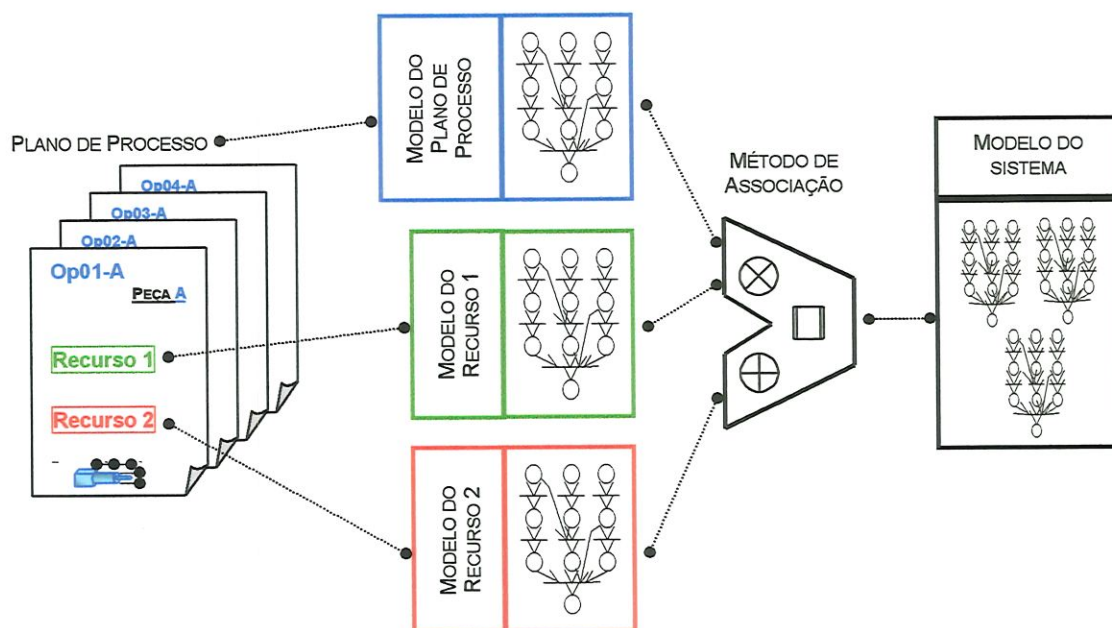 PLANO DE PROCESSO
Op04-A
Op03-A
Op02-A
Op01-A
PEÇA A
Recurso 1
Recurso 2
MODELO DO
PLANO DE
PROCESSO
MODELO DO
RECURSO 1
MODELO DO
RECURSO 2
MÉTODO DE
ASSOCIAÇÃO
MODELO DO
SISTEMA